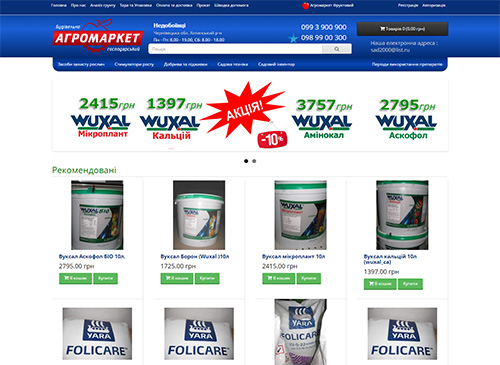 Головна Про нас Аналіз ґрунту Тара та Упаковка Оплата та доставка Прокат Швидка допомога Агромаркет Фруктовий Реєстрація Авторизація
Будівельно
АГРОМАРКЕТ
господарський
Недобоївці
Чернівецька обл. Хотинський р-н
Пн - Пт. 8.00 - 19.00, Сб: 8.00 - 18.00
Пошук
099 3 900 900
098 99 00 300
Товарів 0 (0.00 грн)
Наша електронна адреса :
sad2000@list.ru
Засоби захисту рослин Стимулятори росту Добрива та підживки Садова техніка Садовий інвентар Періоди використання препаратів
2415грн
WUXAL
Мікроплант
1397грн
WUXAL
Кальцій
АКЦІЯ!
-10%
3757грн
WUXAL
Амінокал
2795грн
WUXAL
Аскофол
Рекомендовані
Вуксал Аскофол БІО 10л.
2795.00 грн
В кошик Купити
Вуксал Борон (Wuxal )10л
1725.00 грн
В кошик Купити
Вуксал мікроплант 10л
2415.00 грн
В кошик Купити
Вуксал кальцій 10л
(wuxal_ca)
1397.00 грн
В кошик Купити
YARA
FOLICARE
YARA
FOLICARE
YARA
YARA
FOLICARE